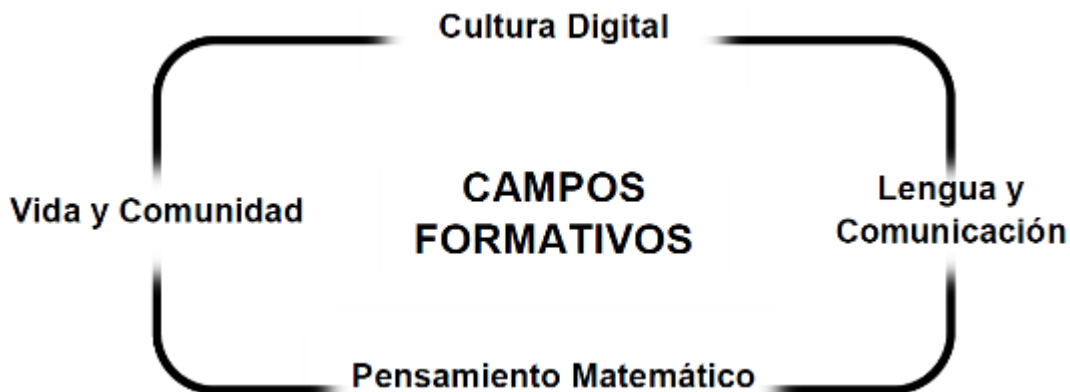 Cultura Digital
Vida y Comunidad
CAMPOS
FORMATIVOS
Lengua y
Comunicación
Pensamiento Matemático